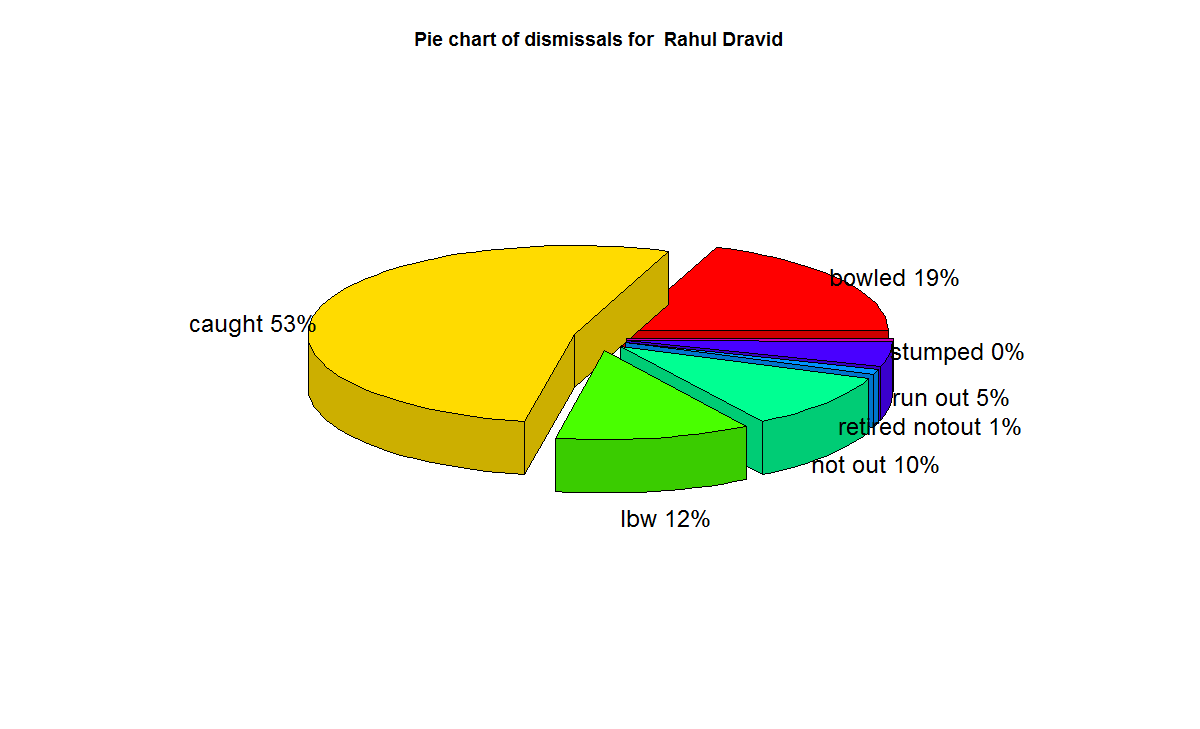 Pie chart of dismissals for  Rahul Dravid
bowled 19%
caught 53%
stumped 0%
run out 5%
retired notout 1%
not out 10%
lbw 12%